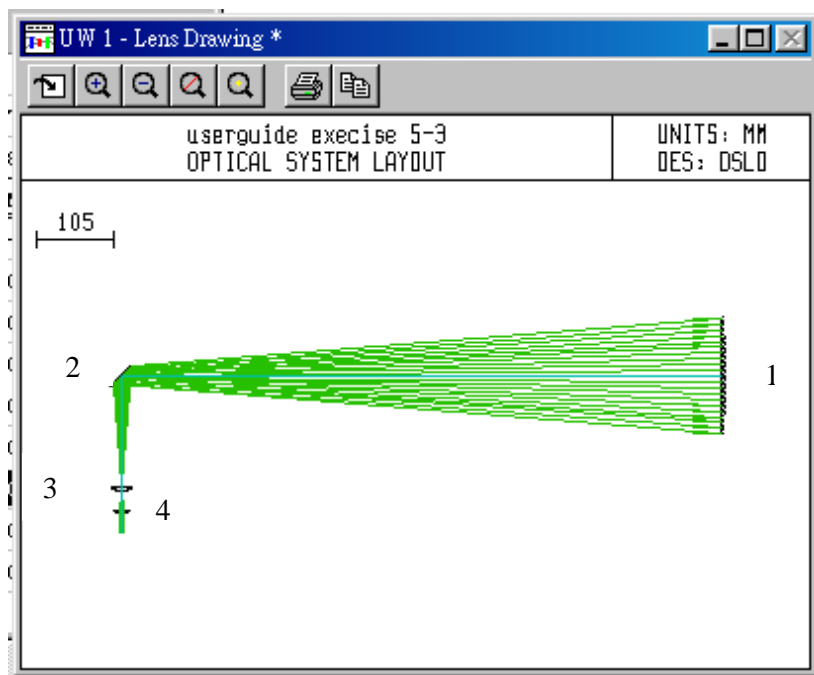 UW 1 - Lens Drawing *
userguide execise 5-3
OPTICAL SYSTEM LAYOUT
UNITS: MM
DES: DSLO
105
2
1
3
4